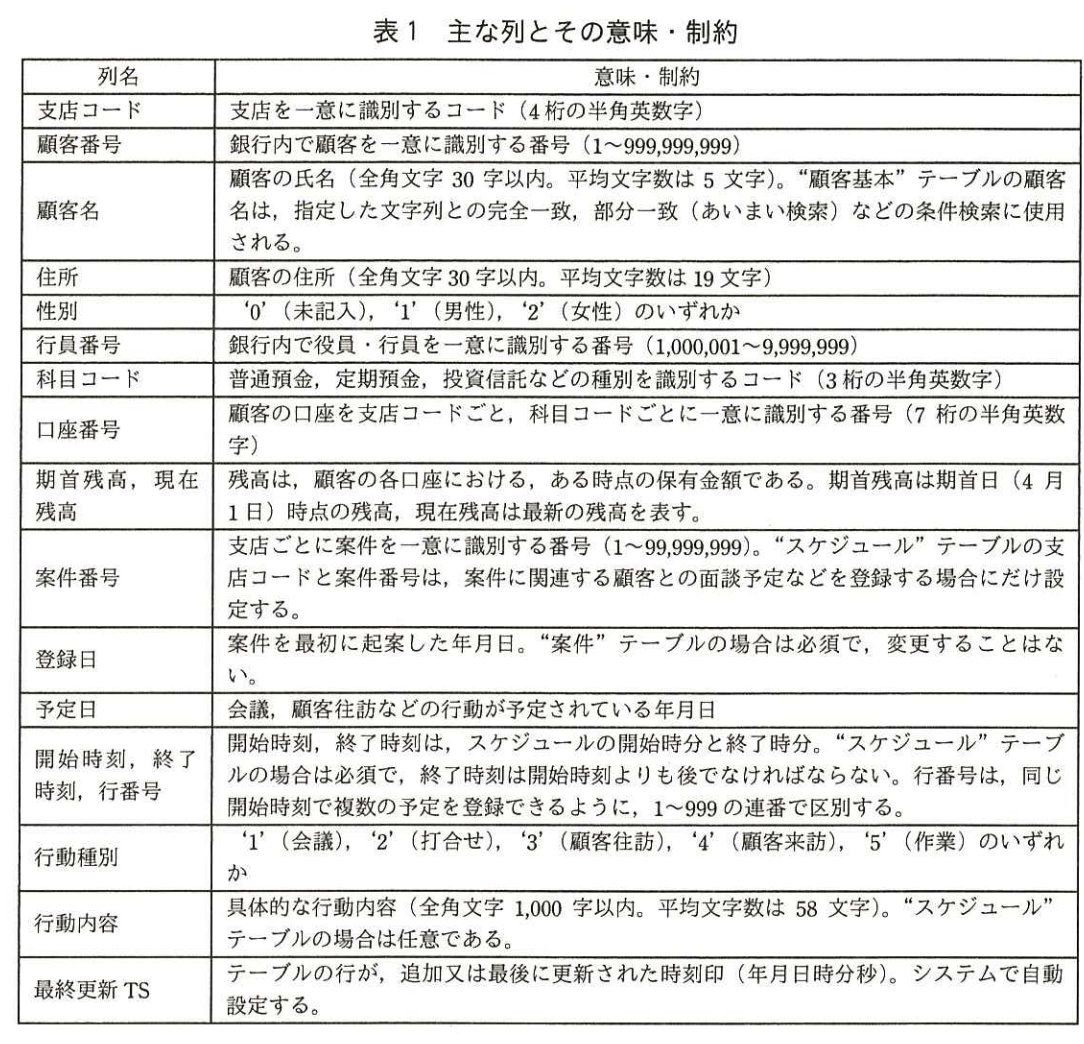 表1 主な列とその意味・制約
列名
意味・制約
支店コード
支店を一意に識別するコード（4桁の半角英数字）
顧客番号
銀行内で顧客を一意に識別する番号（1～999,999,999）
顧客名
顧客の氏名（全角文字 30 字以内。平均文字数は 5 文字）。“顧客基本”テーブルの顧客
名は，指定した文字列との完全一致，部分一致（あいまい検索）などの条件検索に使用
される。
住所
顧客の住所（全角文字 30 字以内。平均文字数は 19 文字）
性別
‘0’（未記入），‘1’（男性），‘2’（女性）のいずれか
行員番号
銀行内で役員・行員を一意に識別する番号（1,000,001～9,999,999）
科目コード
普通預金，定期預金，投資信託などの種別を識別するコード（3 桁の半角英数字）
口座番号
顧客の口座を支店コードごと，科目コードごとに一意に識別する番号（7 桁の半角英数
字）
期首残高，現在
残高
残高は，顧客の各口座における，ある時点の保有金額である。期首残高は期首日（4 月
1 日）時点の残高，現在残高は最新の残高を表す。
案件番号
支店ごとに案件を一意に識別する番号（1～99,999,999）。“スケジュール”テーブルの支
店コードと案件番号は，案件に関連する顧客との面談予定などを登録する場合にだけ設
定する。
登録日
案件を最初に起案した年月日。“案件”テーブルの場合は必須で，変更することはな
い。
予定日
会議，顧客往訪などの行動が予定されている年月日
開始時刻，終了
時刻，行番号
開始時刻，終了時刻は，スケジュールの開始時分と終了時分。“スケジュール”テーブ
ルの場合は必須で，終了時刻は開始時刻よりも後でなければならない。行番号は，同じ
開始時刻で複数の予定を登録できるように，1～999 の連番で区別する。
行動種別
‘1’（会議），‘2’（打合せ），‘3’（顧客往訪），‘4’（顧客来訪），‘5’（作業）のいずれ
か
行動内容
具体的な行動内容（全角文字 1,000 字以内。平均文字数は 58 文字）。“スケジュール”
テーブルの場合は任意である。
最終更新 TS
テーブルの行が，追加又は最後に更新された時刻印（年月日時分秒）。システムで自動
設定する。